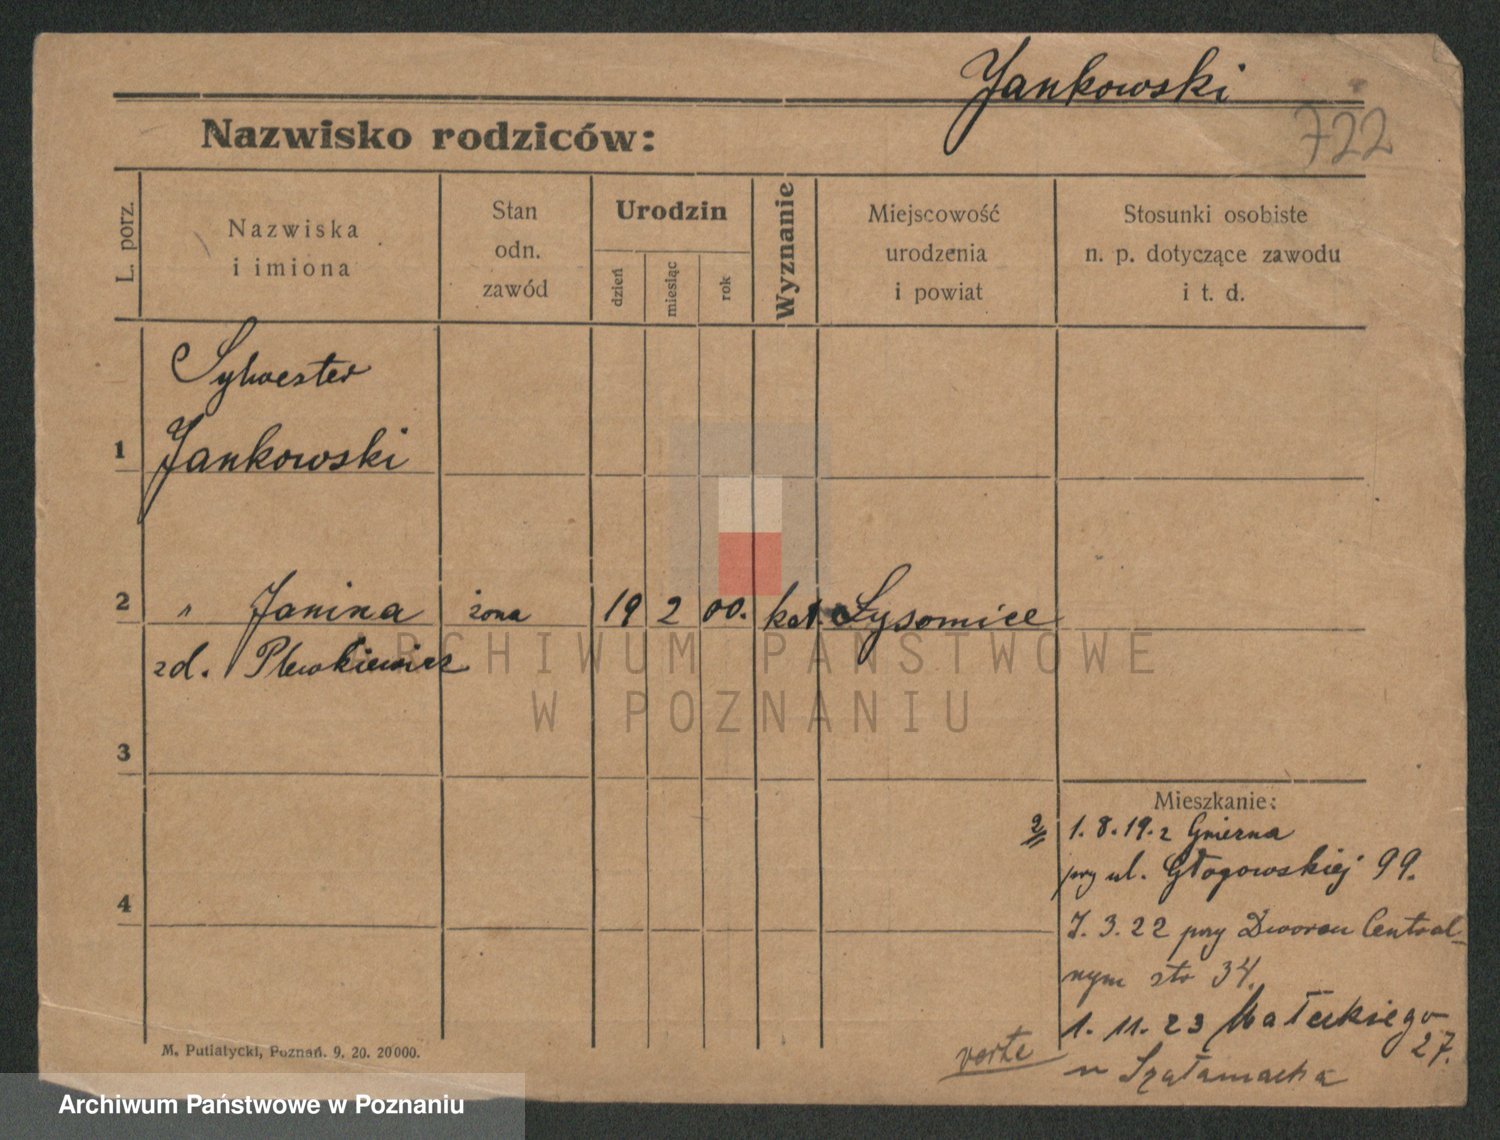 Jankowski
722
Nazwisko rodziców:
L. porz.
Nazwiska
i imiona
Stan
odn.
zawód
Urodzin
dzień
miesiąc
rok
Wyznanie
Miejscowość
urodzenia
i powiat
Stosunki osobiste
n. p. dotyczące zawodu
i t. d.
Sylwester
1 Jankowski
2 " Janina żona 19 2 00. kat. Łysomice
zd.
ARCHIWUM PAŃSTWOWE
W POZNANIU
3
Mieszkanie:
1. 8. 19. z Gniezna
przy ul. Głogowskiej 99.
4
7. 3. 22 przy Dworcu Central-
nym str 34.
1. 11. 23 Małeckiego
27.
verte
u
M. Putiatycki, Poznań. 9. 20. 20000.
Archiwum Państwowe w Poznaniu